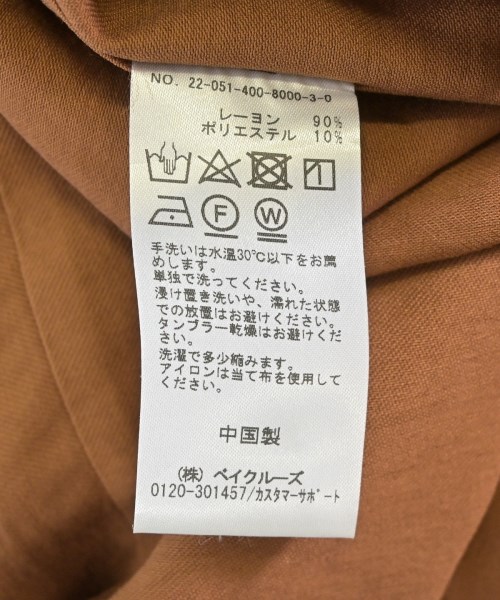 NO. 22-051-400-8000-3-0
レーヨン 90%
ポリエステル 10%
F
W
手洗いは水温30℃以下をお薦
めします。
単独で洗ってください。
浸け置き洗いや、濡れた状態
での放置はお避けください。
タンブラー乾燥はお避けくだ
さい。
洗濯で多少縮みます。
アイロンは当て布を使用して
ください。
中国製
(株) ベイクルーズ
0120-301457/カスタマーサポート